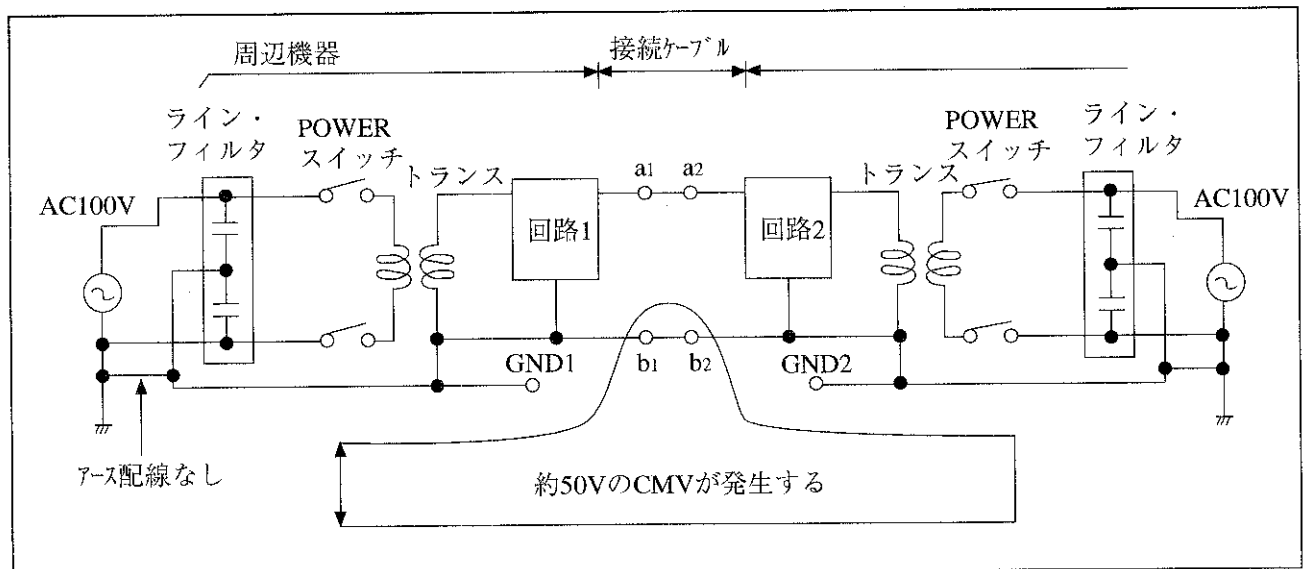 周辺機器
接続ケーブル
ライン・
フィルタ
POWER
スイッチ
トランス
a1
a2
トランス
POWER
スイッチ
ライン・
フィルタ
AC100V
回路1
回路2
AC100V
GND1
b1
b2
GND2
アース配線なし
約50VのCMVが発生する